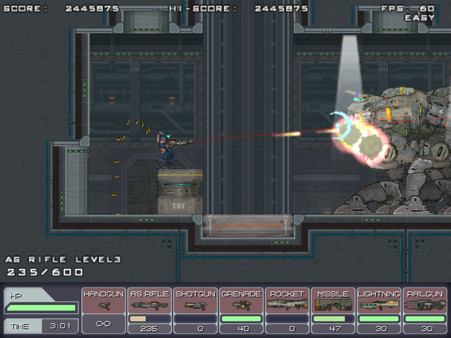 SCORE: 2445875 HI-SCORE: 2445875 FPS: 60
EASY
AS RIFLE LEVEL3
235/600
HP HANDGUN AS RIFLE SHOTGUN GRENADE ROCKET MISSILE LIGHTNING RAILGUN
TIME 3:01 ∞ 235 0 40 0 47 30 30